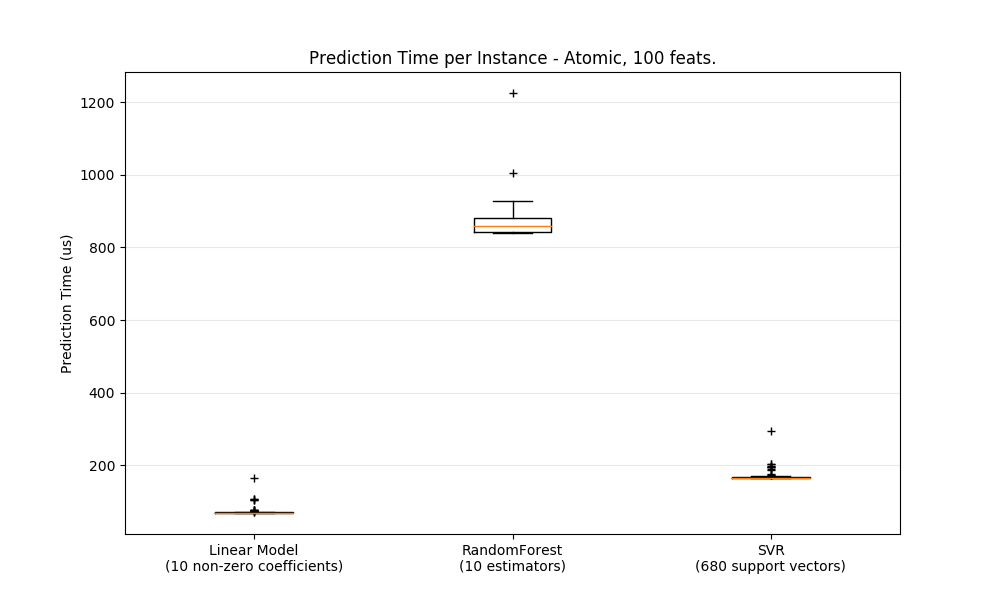 Prediction Time per Instance - Atomic, 100 feats.
Prediction Time (us)
1200
1000
800
600
400
200
Linear Model
(10 non-zero coefficients)
RandomForest
(10 estimators)
SVR
(680 support vectors)